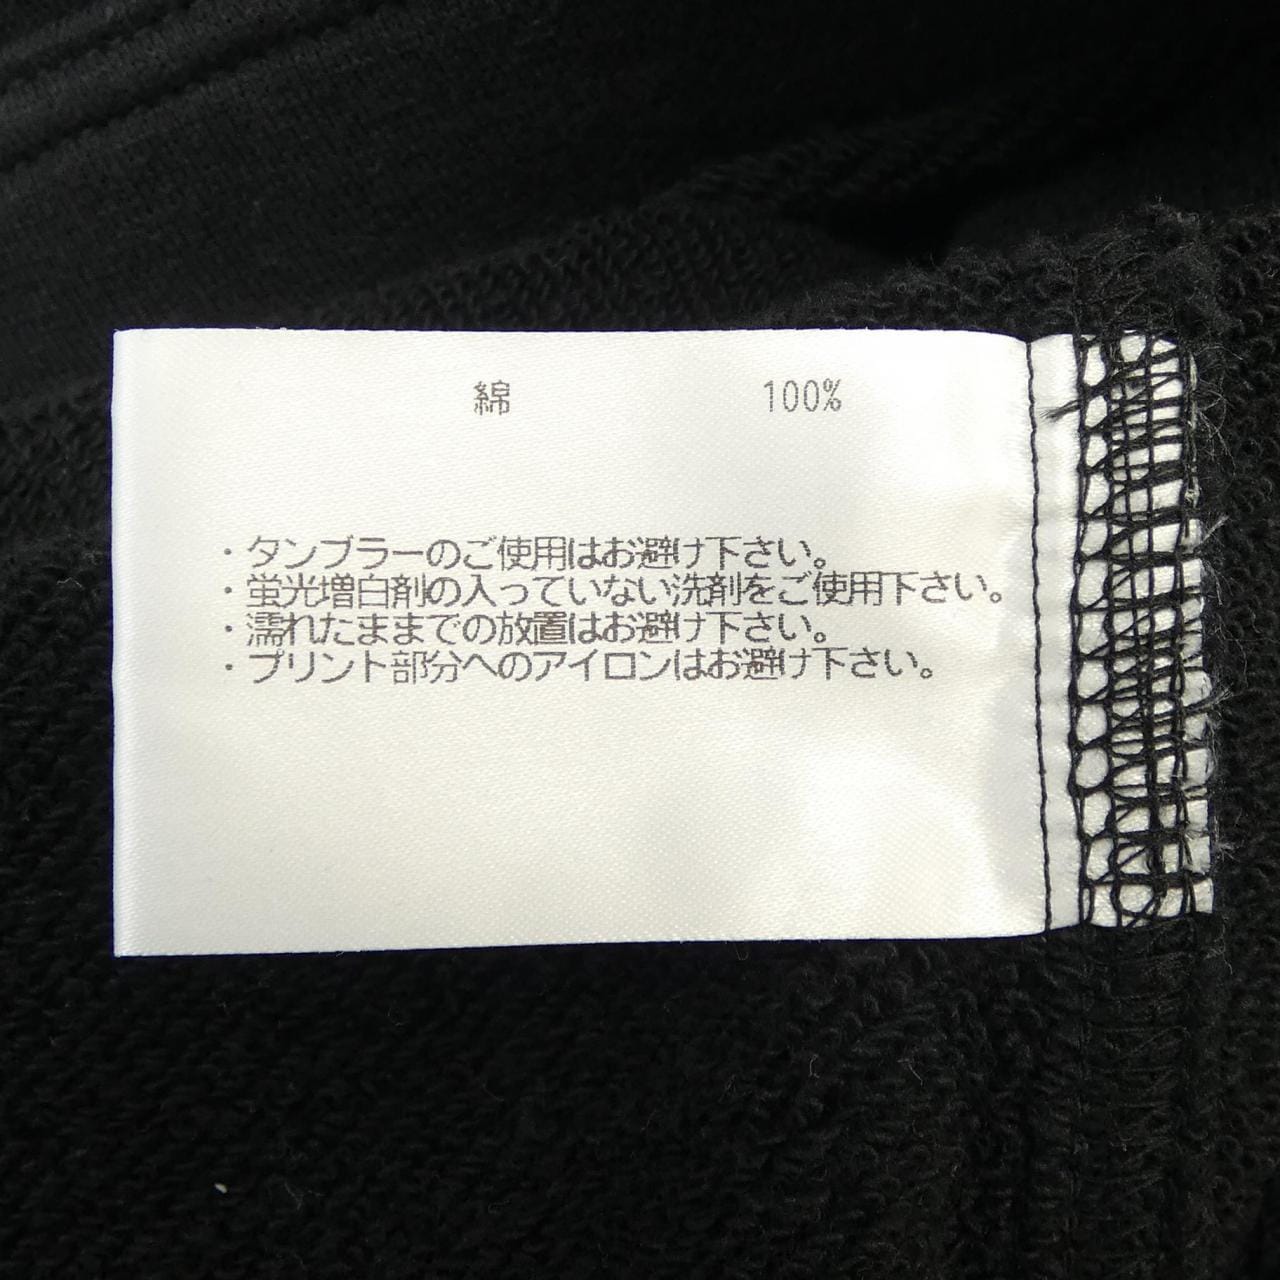 綿 100%
・タンブラーのご使用はお避け下さい。
・蛍光増白剤の入っていない洗剤をご使用下さい。
・濡れたままでの放置はお避け下さい。
・プリント部分へのアイロンはお避け下さい。